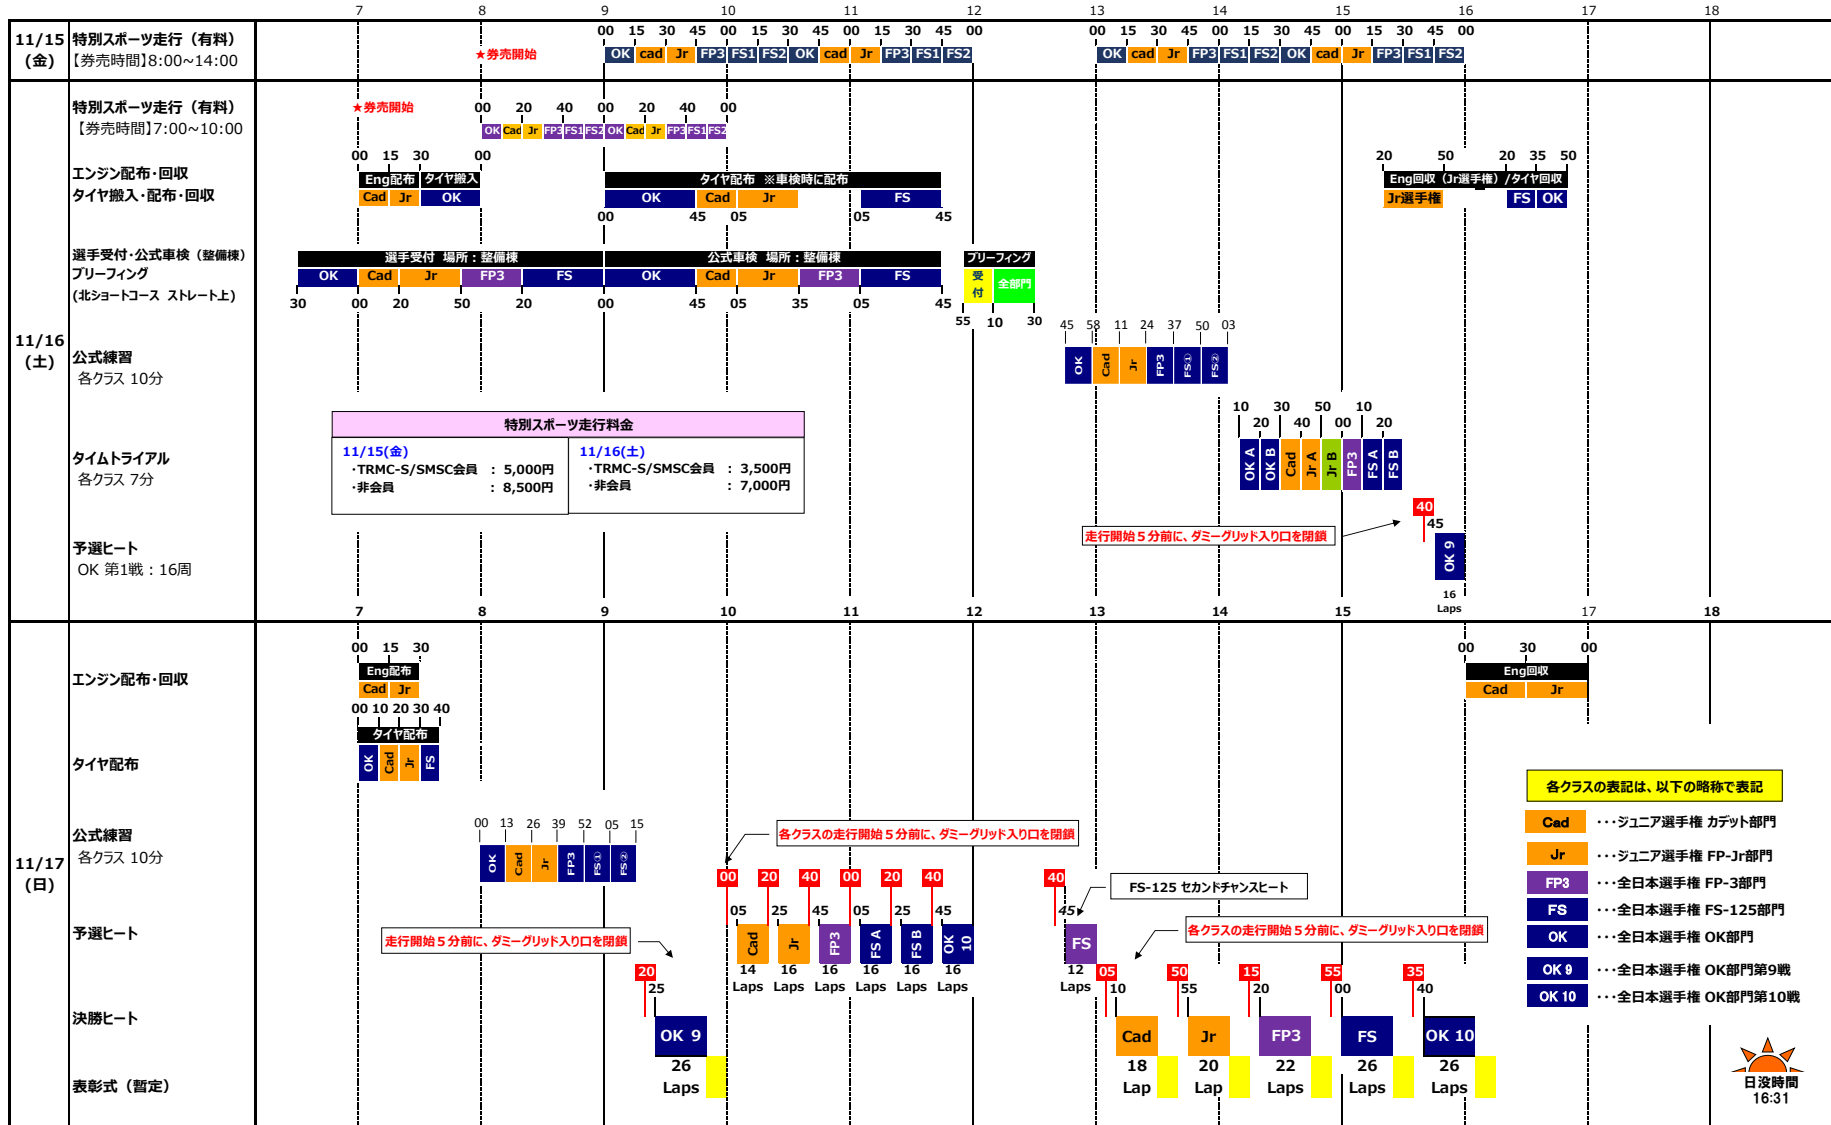 7 8 9 10 11 12 13 14 15 16 17 18
11/15 (金)
特別スポーツ走行（有料）
【券売時間】8:00~14:00
★券売開始
00 15 30 45 00 15 30 45 00 15 30 45 00
OK cad Jr FP3 FS1 FS2 OK cad Jr FP3 FS1 FS2
00 15 30 45 00 15 30 45 00 15 30 45 00
OK cad Jr FP3 FS1 FS2 OK cad Jr FP3 FS1 FS2
11/16 (土)
特別スポーツ走行（有料）
【券売時間】7:00~10:00
★券売開始
00 20 40 00 20 40 00
OK Cad Jr FP3 FS1 FS2 OK Cad Jr FP3 FS1 FS2
エンジン配布・回収
タイヤ搬入・配布・回収
00 15 30 00
Eng配布 タイヤ搬入
Cad Jr OK
タイヤ配布 ※車検時に配布
OK Cad Jr FS
00 45 05 05 45
20 50 20 35 50
Eng回収（Jr選手権）/タイヤ回収
Jr選手権 FS OK
選手受付・公式車検（整備棟）
ブリーフィング
(北ショートコース ストレート上)
選手受付 場所：整備棟
OK Cad Jr FP3 FS
公式車検 場所：整備棟
OK Cad Jr FP3 FS
30 00 20 50 20 00 45 05 35 05 45
ブリーフィング
受付 全部門
55 10 30
公式練習
各クラス 10分
45 58 11 24 37 50 03
OK Cad Jr FP3 FS① FS②
特別スポーツ走行料金
11/15(金)
・TRMC-S/SMSC会員 ： 5,000円
・非会員 ： 8,500円
11/16(土)
・TRMC-S/SMSC会員 ： 3,500円
・非会員 ： 7,000円
タイムトライアル
各クラス 7分
10 30 50 10
20 40 00 20
OK A OK B Cad Jr A Jr B FP3 FS A FS B
予選ヒート
OK 第1戦：16周
走行開始５分前に、ダミーグリッド入り口を閉鎖
40
45
OK 9
16
Laps
7 8 9 10 11 12 13 14 15 16 17 18
11/17 (日)
エンジン配布・回収
00 15 30
Eng配布
Cad Jr
00 30 00
Eng回収
Cad Jr
タイヤ配布
00 10 20 30 40
タイヤ配布
OK Cad Jr FS
公式練習
各クラス 10分
00 13 26 39 52 05 15
OK Cad Jr FP3 FS① FS②
各クラスの走行開始５分前に、ダミーグリッド入り口を閉鎖
予選ヒート
00 20 40 00 20 40
05 25 45 05 25 45
Cad Jr FP3 FS A FS B OK 10
14 16 16 16 16 16
Laps Laps Laps Laps Laps Laps
40
45
FS
12
Laps
FS-125 セカンドチャンスヒート
走行開始５分前に、ダミーグリッド入り口を閉鎖
各クラスの走行開始５分前に、ダミーグリッド入り口を閉鎖
決勝ヒート
20 05 50 15 55 35
25 10 55 20 00 40
OK 9 Cad Jr FP3 FS OK 10
26 18 20 22 26 26
Laps Lap Lap Laps Laps Laps
表彰式（暫定）
各クラスの表記は、以下の略称で表記
Cad ・・・ジュニア選手権 カデット部門
Jr ・・・ジュニア選手権 FP-Jr部門
FP3 ・・・全日本選手権 FP-3部門
FS ・・・全日本選手権 FS-125部門
OK ・・・全日本選手権 OK部門
OK 9 ・・・全日本選手権 OK部門第9戦
OK 10 ・・・全日本選手権 OK部門第10戦
日没時間
16:31